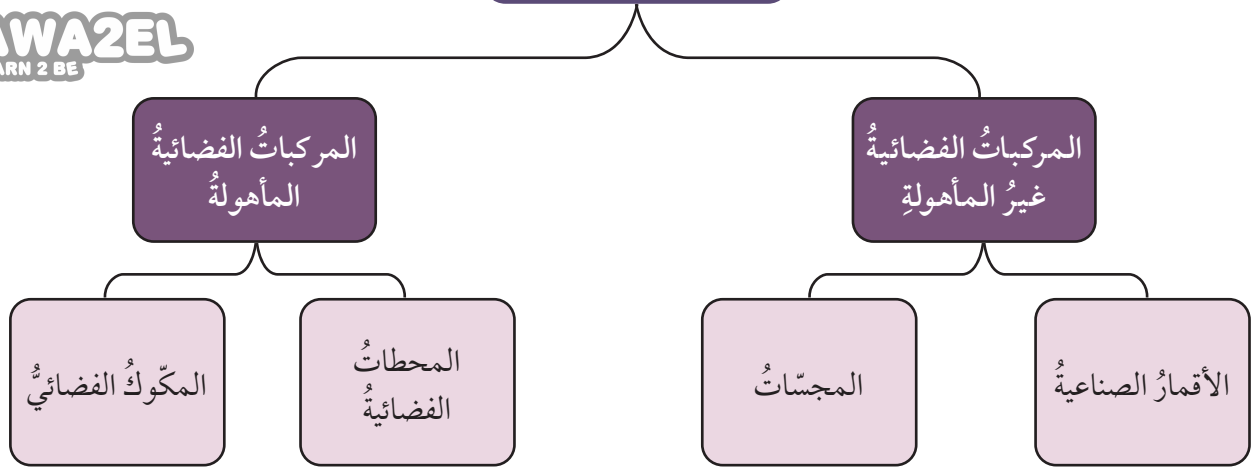 AWA2EL
ARN 2 BE
المركباتُ الفضائيةُ
غيرُ المأهولةِ
المركباتُ الفضائيةُ
المأهولةُ
الأقمارُ الصناعيةُ
المجسّاتُ
المحطاتُ
الفضائيةُ
المكّوكُ الفضائيُّ